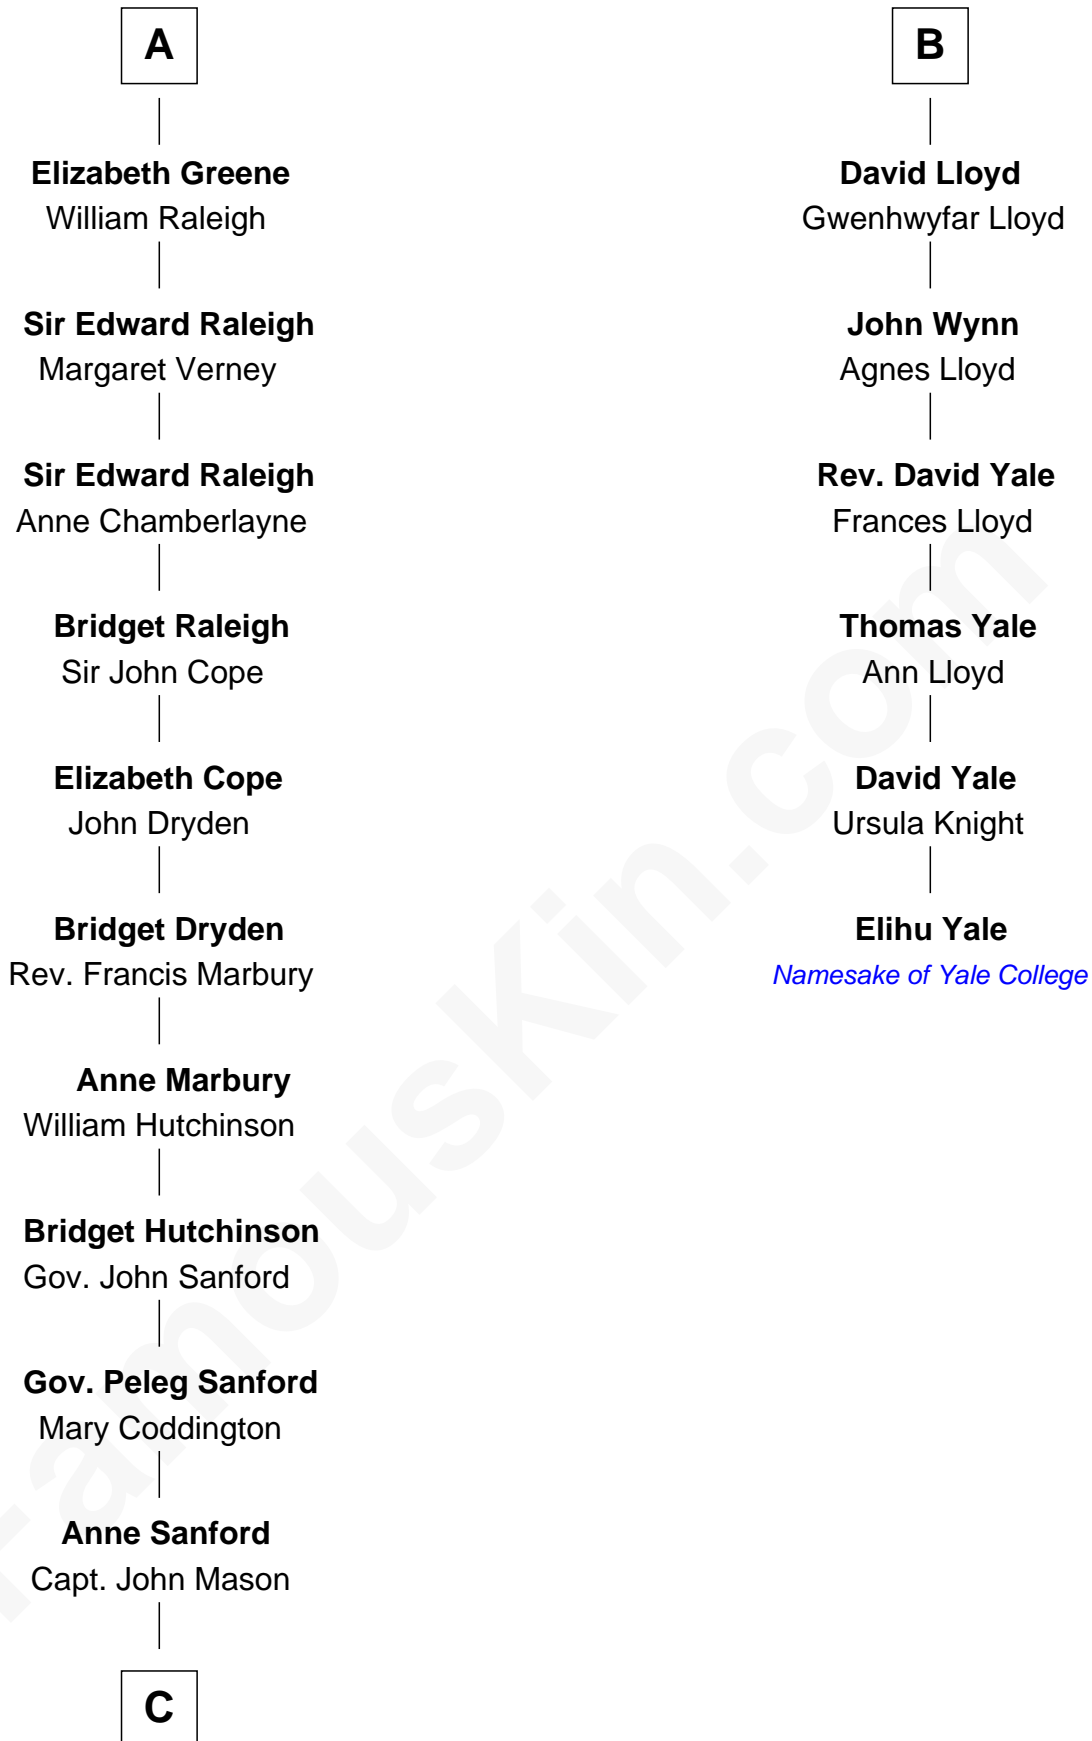 A
Elizabeth Greene
William Raleigh
Sir Edward Raleigh
Margaret Verney
Sir Edward Raleigh
Anne Chamberlayne
Bridget Raleigh
Sir John Cope
Elizabeth Cope
John Dryden
Bridget Dryden
Rev. Francis Marbury
Anne Marbury
William Hutchinson
Bridget Hutchinson
Gov. John Sanford
Gov. Peleg Sanford
Mary Coddington
Anne Sanford
Capt. John Mason
C
B
David Lloyd
Gwenhwyfar Lloyd
John Wynn
Agnes Lloyd
Rev. David Yale
Frances Lloyd
Thomas Yale
Ann Lloyd
David Yale
Ursula Knight
Elihu Yale
Namesake of Yale College
FamousKin.com